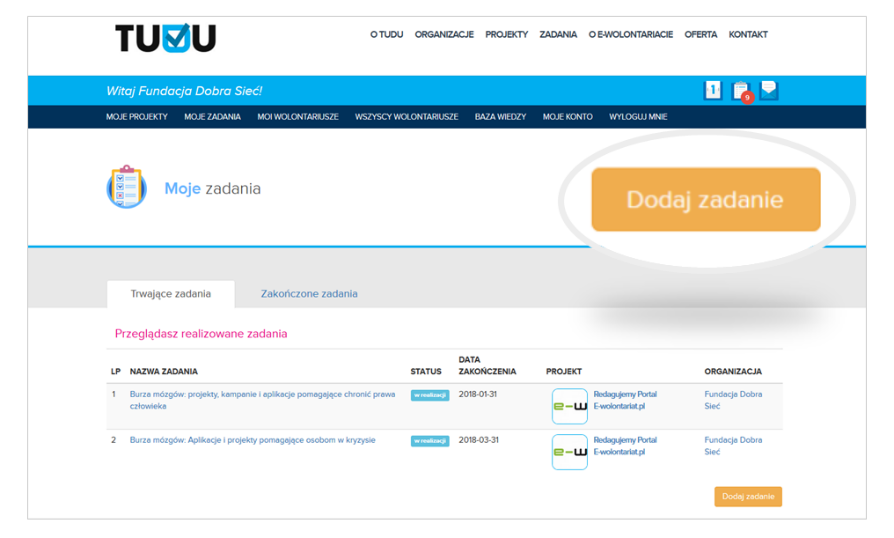 TUDU
O TUDU ORGANIZACJE PROJEKTY ZADANIA O E-WOLONTARIACIE OFERTA KONTAKT
Witaj Fundacja Dobra Sieć!
1
9
MOJE PROJEKTY MOJE ZADANIA MOI WOLONTARIUSZE WSZYSCY WOLONTARIUSZE BAZA WIEDZY MOJE KONTO WYLOGUJ MNIE
Moje zadania
Dodaj zadanie
Trwające zadania Zakończone zadania
Przeglądasz realizowane zadania
LP NAZWA ZADANIA STATUS DATA ZAKOŃCZENIA PROJEKT ORGANIZACJA
1 Burza mózgów: projekty, kampanie i aplikacje pomagające chronić prawa w realizacji 2018-01-31 e-w Redagujemy Portal Fundacja Dobra
człowieka E-wolontariat.pl Sieć
2 Burza mózgów: Aplikacje i projekty pomagające osobom w kryzysie w realizacji 2018-03-31 e-w Redagujemy Portal Fundacja Dobra
E-wolontariat.pl Sieć
Dodaj zadanie